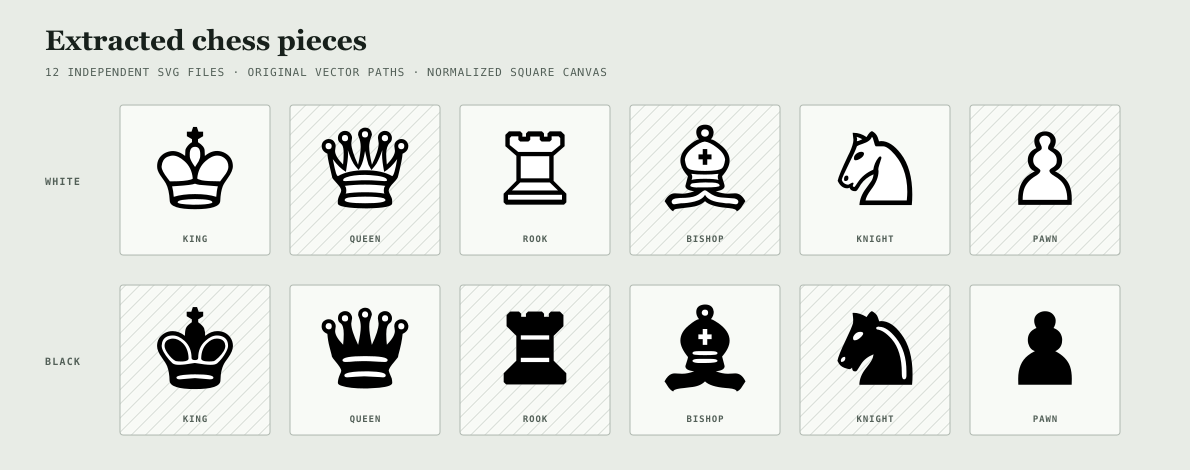 Extracted chess pieces
12 INDEPENDENT SVG FILES · ORIGINAL VECTOR PATHS · NORMALIZED SQUARE CANVAS
WHITE
KING
QUEEN
ROOK
BISHOP
KNIGHT
PAWN
BLACK
KING
QUEEN
ROOK
BISHOP
KNIGHT
PAWN